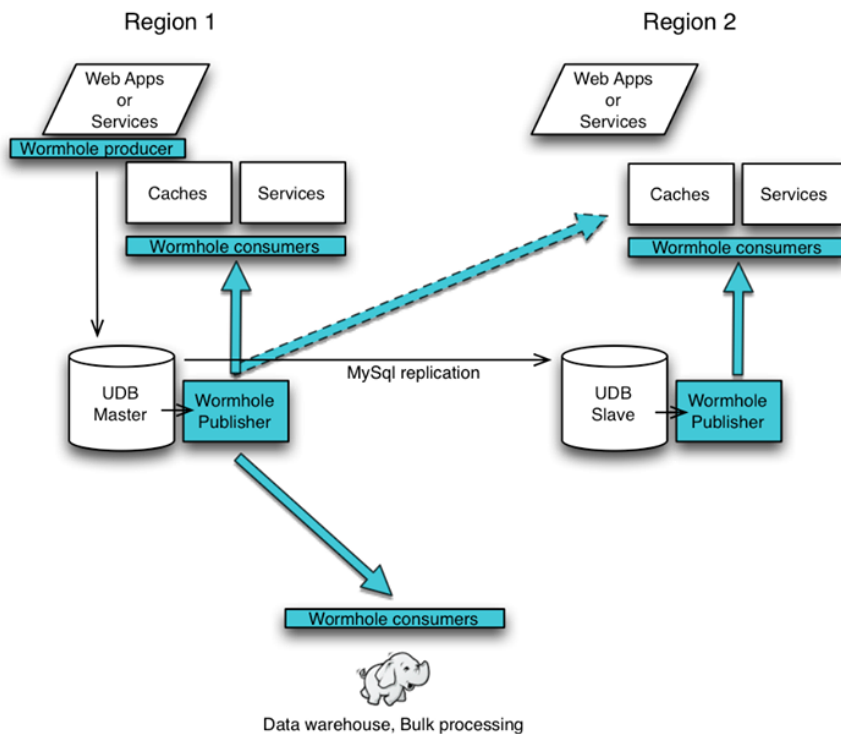 Region 1
Region 2
Web Apps
or
Services
Wormhole producer
Caches
Services
Wormhole consumers
Web Apps
or
Services
Caches
Services
Wormhole consumers
MySql replication
UDB
Master
Wormhole
Publisher
UDB
Slave
Wormhole
Publisher
Wormhole consumers
Data warehouse, Bulk processing